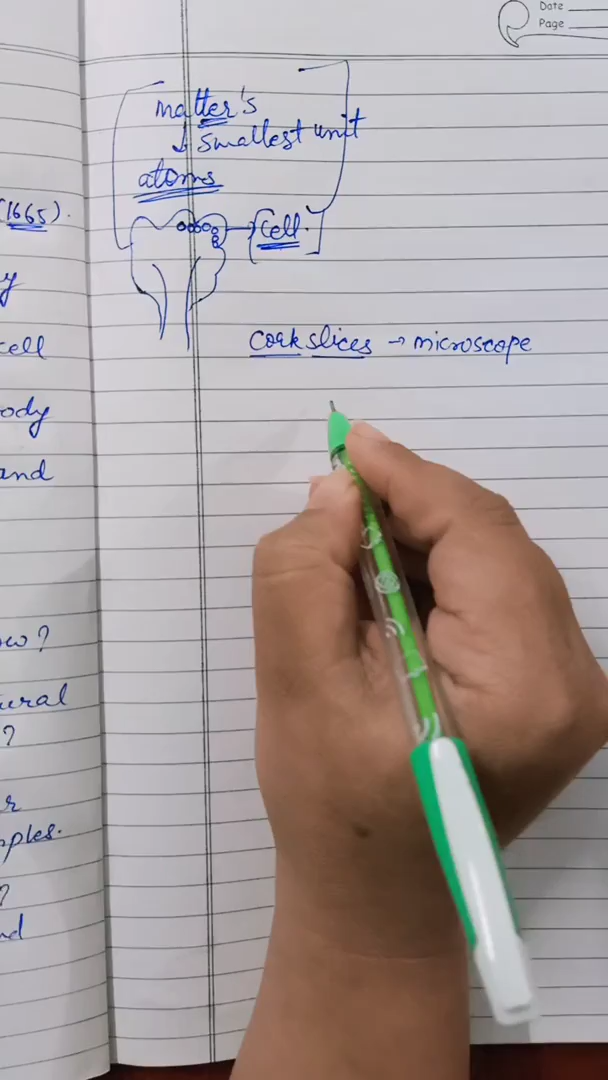 Date
Page
matter's
↓ smallest unit
atoms
cell.
cork slices → microscope
(1665).
y
cell
ody
and
ow?
ural
?
r
ples.
?
nd